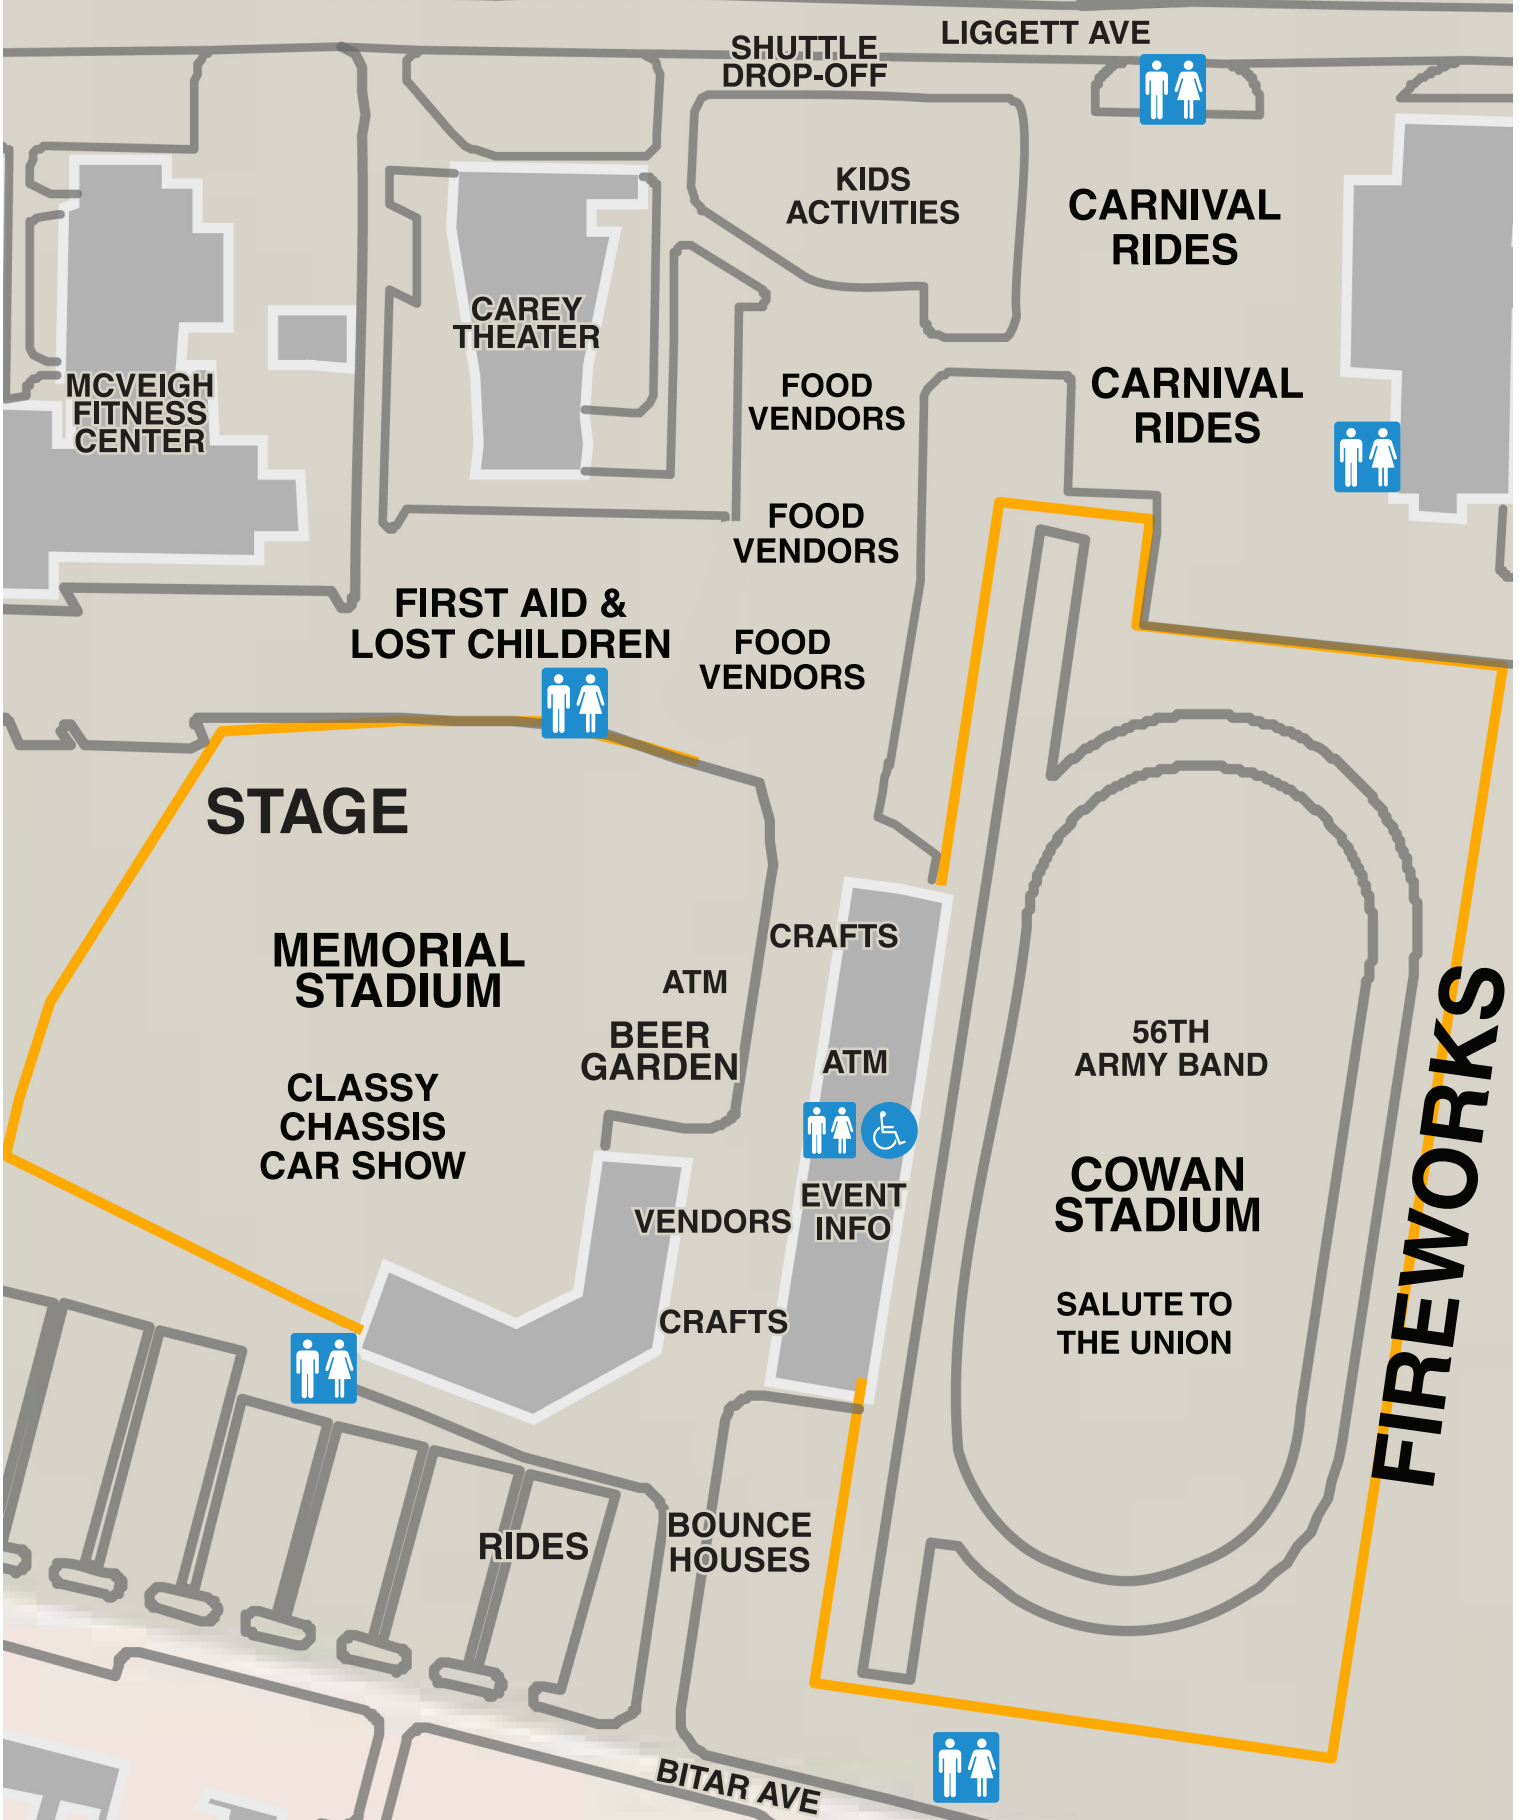 LIGGETT AVE
SHUTTLE
DROP-OFF
KIDS
ACTIVITIES
CARNIVAL
RIDES
CAREY
THEATER
MCVEIGH
FITNESS
CENTER
FOOD
VENDORS
CARNIVAL
RIDES
FOOD
VENDORS
FIRST AID &
LOST CHILDREN
FOOD
VENDORS
STAGE
MEMORIAL
STADIUM
CRAFTS
ATM
BEER
GARDEN
ATM
56TH
ARMY BAND
CLASSY
CHASSIS
CAR SHOW
VENDORS
EVENT
INFO
COWAN
STADIUM
FIREWORKS
CRAFTS
SALUTE TO
THE UNION
RIDES
BOUNCE
HOUSES
BITAR AVE